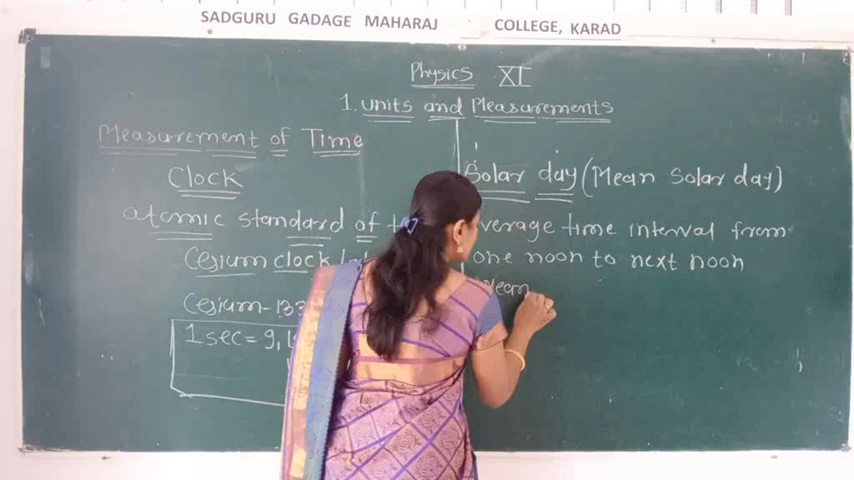 SADGURU GADAGE MAHARAJ COLLEGE, KARAD
Physics XI
1. Units and Measurements
Measurement of Time
Clock
atomic standard of
Cesium clock
Cesium-133
1 sec = 9,1
Solar day (Mean Solar day)
verage time interval from
one noon to next noon
Mean